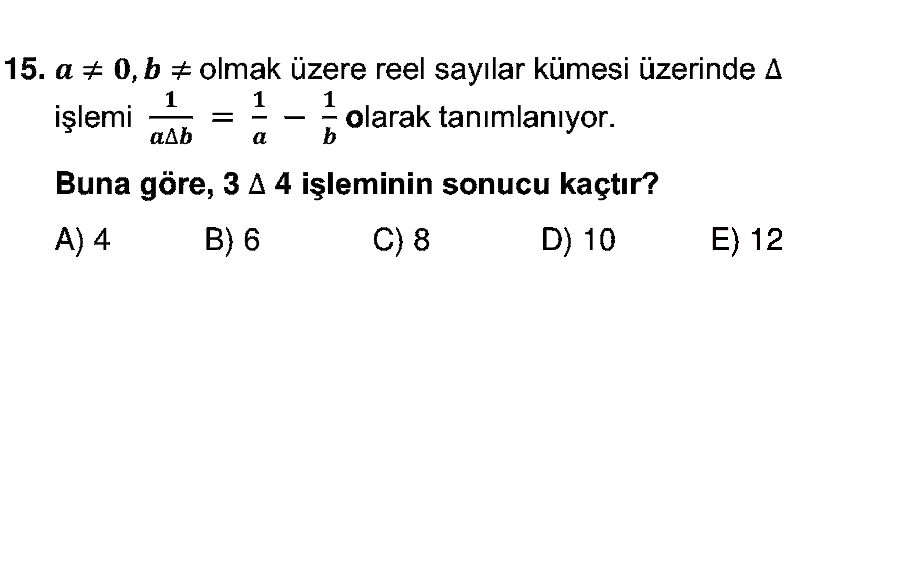 15. a ≠ 0, b ≠ olmak üzere reel sayılar kümesi üzerinde Δ
işlemi 1/(aΔb) = 1/a − 1/b olarak tanımlanıyor.
Buna göre, 3 Δ 4 işleminin sonucu kaçtır?
A) 4 B) 6 C) 8 D) 10 E) 12